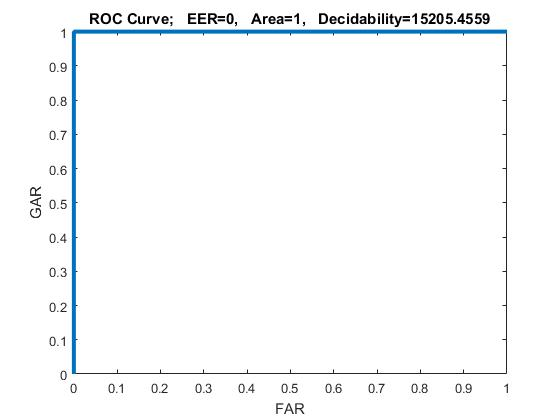 ROC Curve;   EER=0,   Area=1,   Decidability=15205.4559
1
0.9
0.8
0.7
0.6
0.5
0.4
0.3
0.2
0.1
0
GAR
0 0.1 0.2 0.3 0.4 0.5 0.6 0.7 0.8 0.9 1
FAR